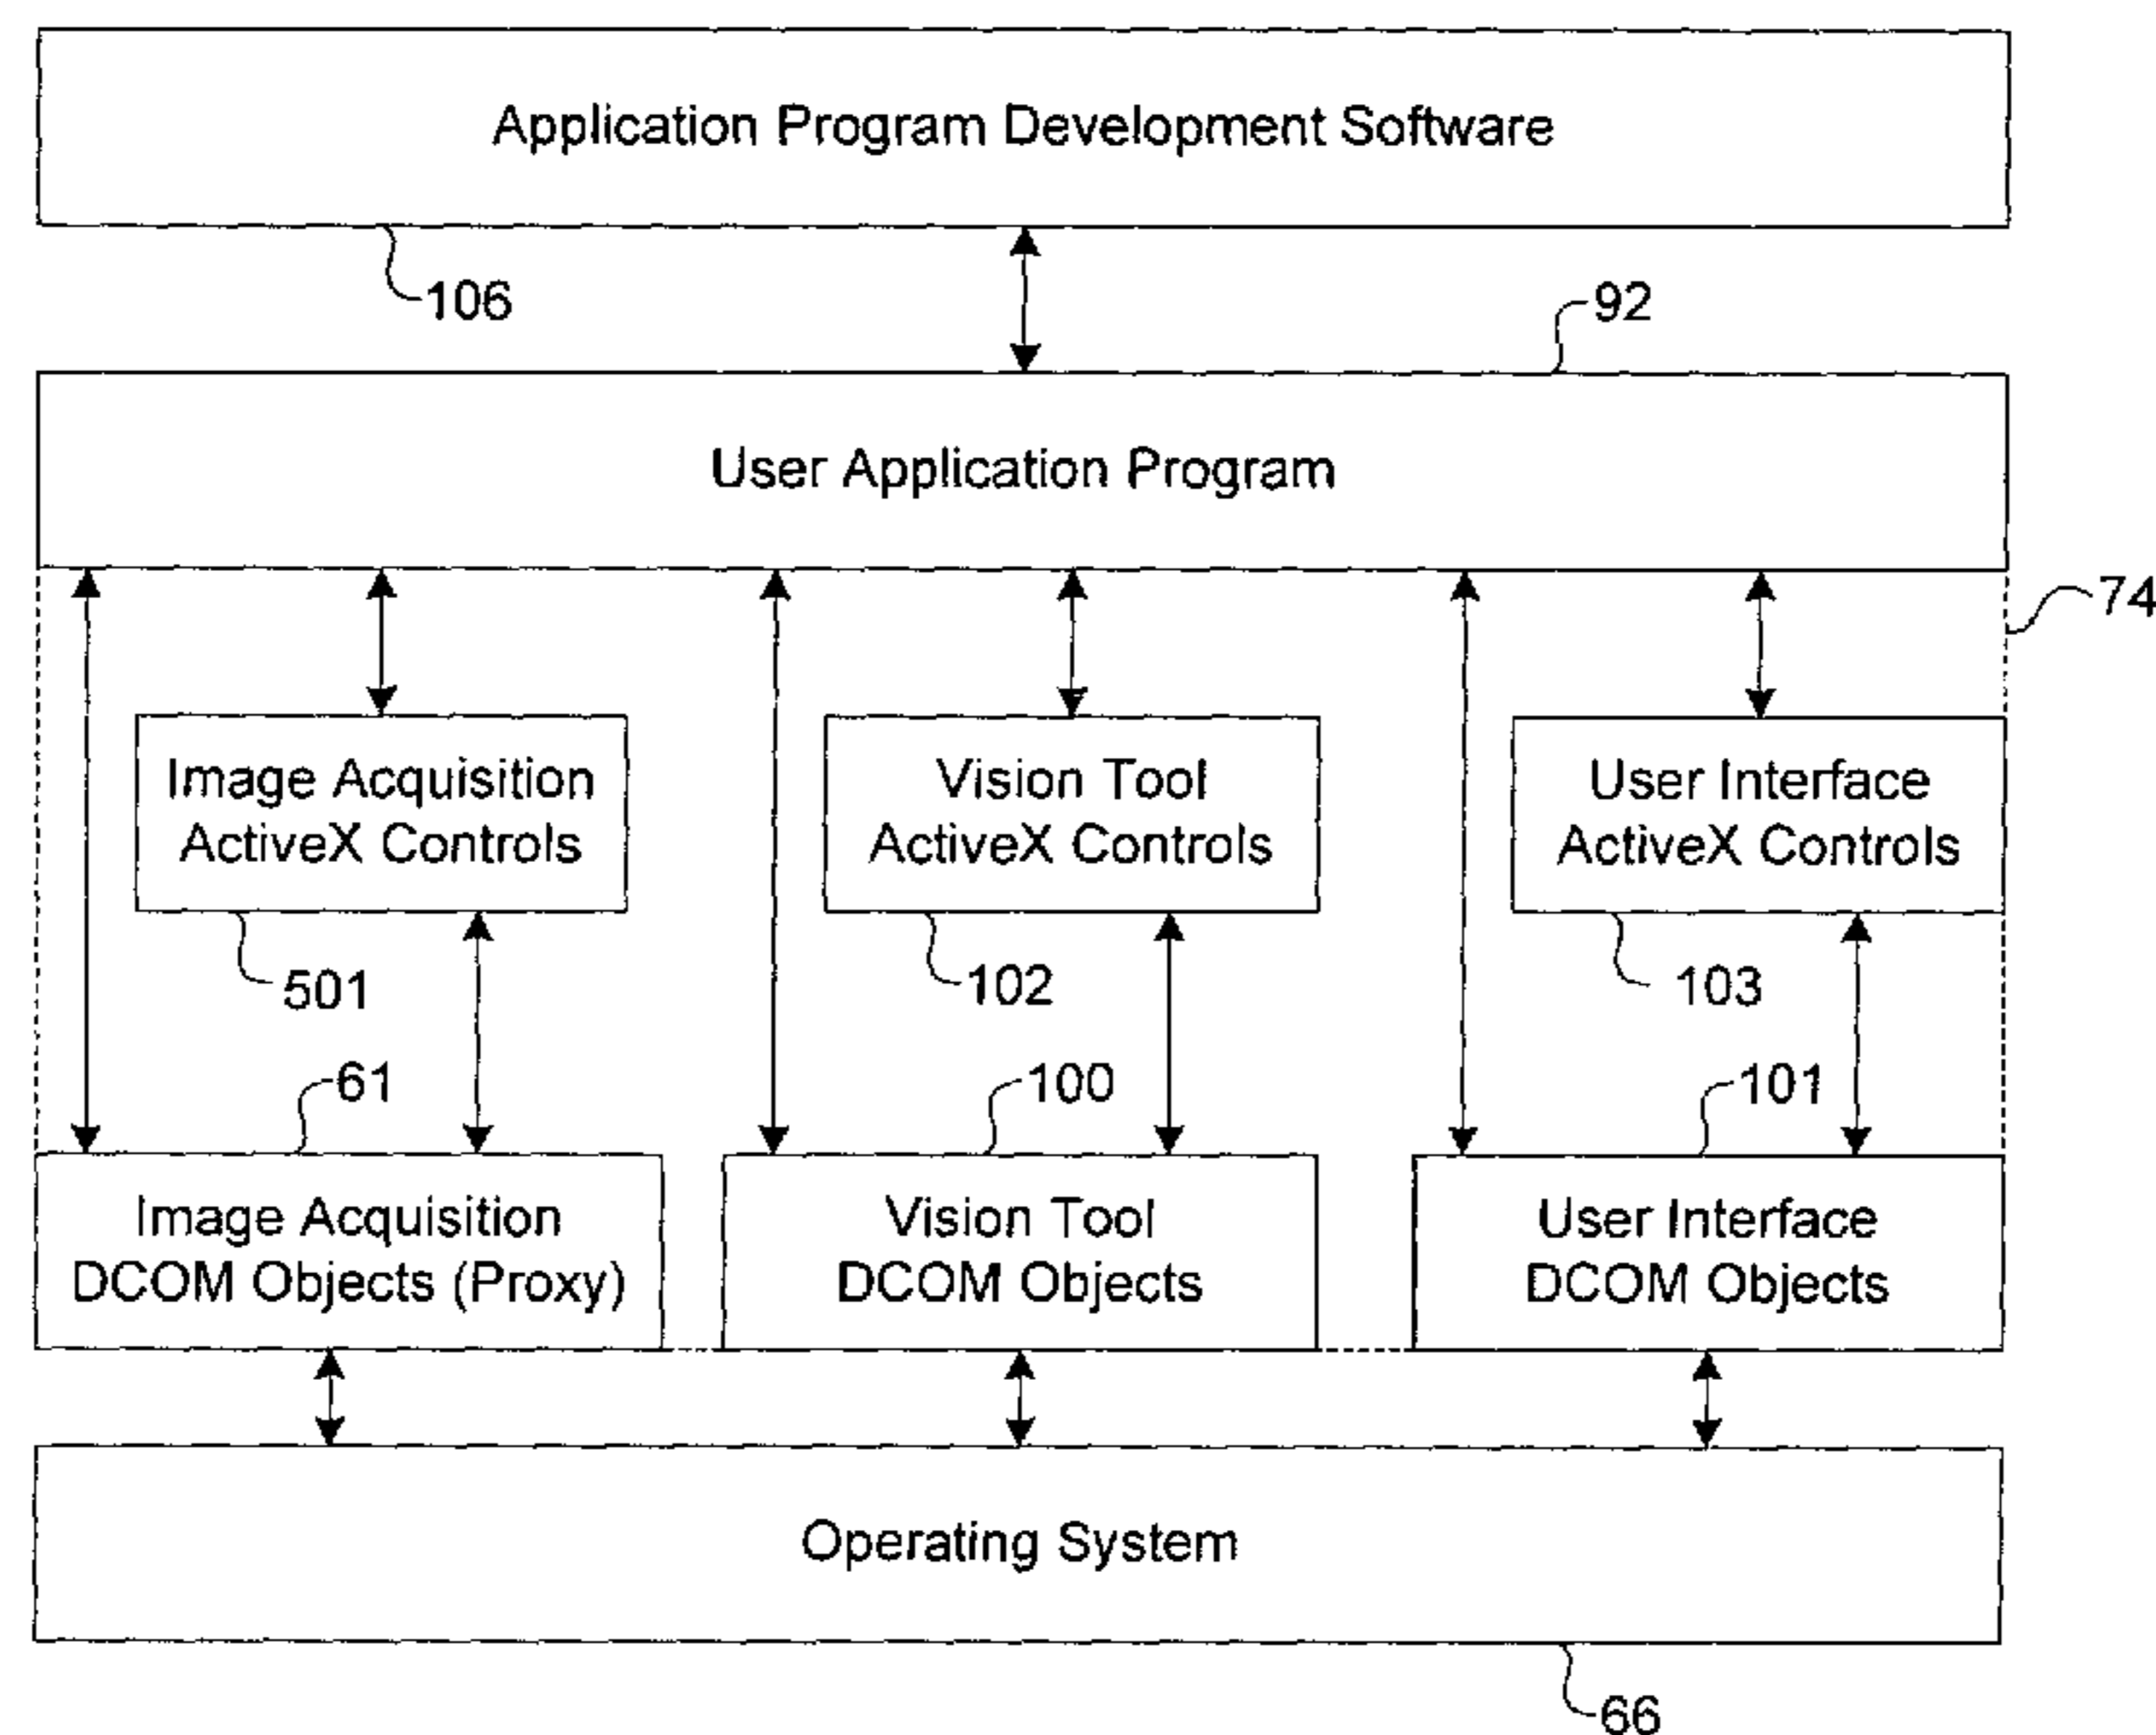 Application Program Development Software
106
92
User Application Program
74
Image Acquisition
ActiveX Controls
Vision Tool
ActiveX Controls
User Interface
ActiveX Controls
501
102
103
61
100
101
Image Acquisition
DCOM Objects (Proxy)
Vision Tool
DCOM Objects
User Interface
DCOM Objects
Operating System
66